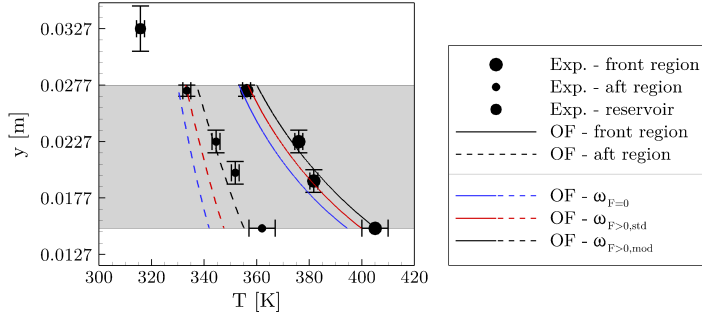 0.0327
0.0277
0.0227
0.0177
0.0127
y [m]
300 320 340 360 380 400 420
T [K]
Exp. - front region
Exp. - aft region
Exp. - reservoir
OF - front region
OF - aft region
OF - ω_F=0
OF - ω_F>0,std
OF - ω_F>0,mod